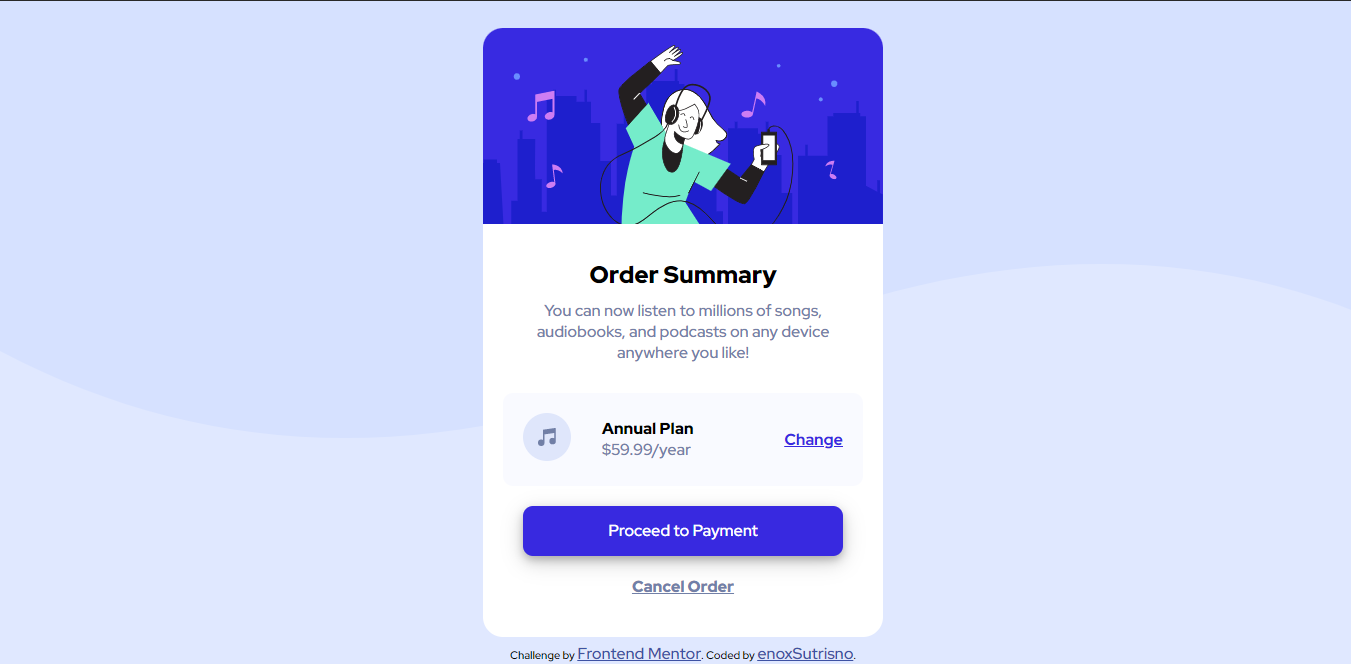 Order Summary
You can now listen to millions of songs,
audiobooks, and podcasts on any device
anywhere you like!
Annual Plan
$59.99/year
Change
Proceed to Payment
Cancel Order
Challenge by Frontend Mentor. Coded by enoxSutrisno.